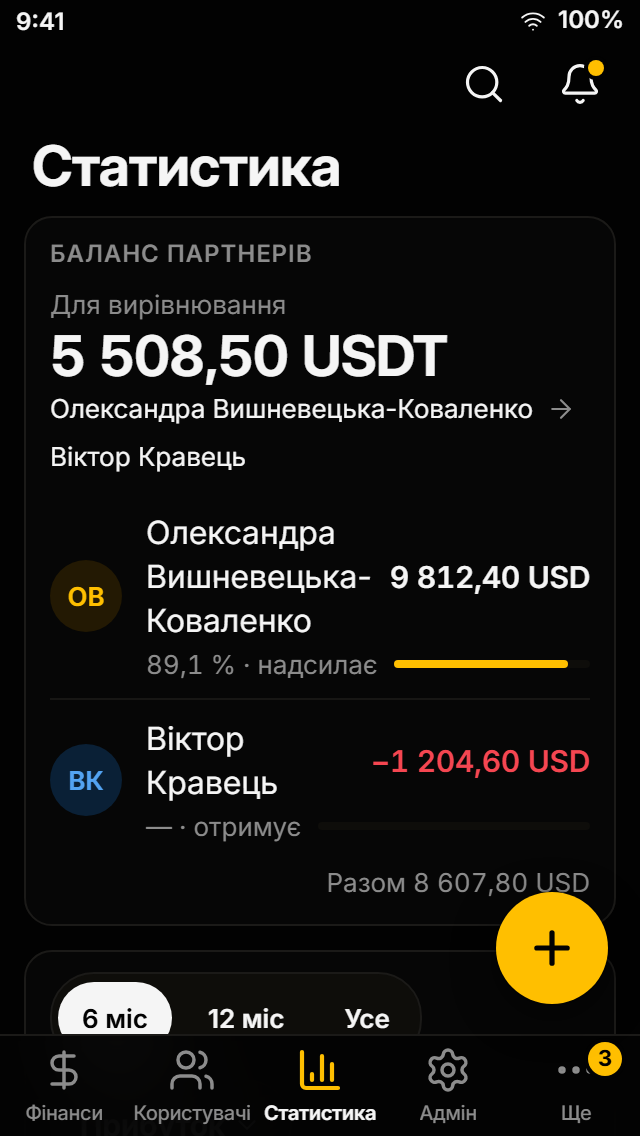 9:41
100%
Статистика
БАЛАНС ПАРТНЕРІВ
Для вирівнювання
5 508,50 USDT
Олександра Вишневецька-Коваленко →
Віктор Кравець
ОВ
Олександра
Вишневецька-
Коваленко
9 812,40 USD
89,1 % · надсилає
ВК
Віктор
Кравець
−1 204,60 USD
— · отримує
Разом 8 607,80 USD
6 міс
12 міс
Усе
3
Фінанси
Користувачі
Статистика
Адмін
Ще
Прибуток